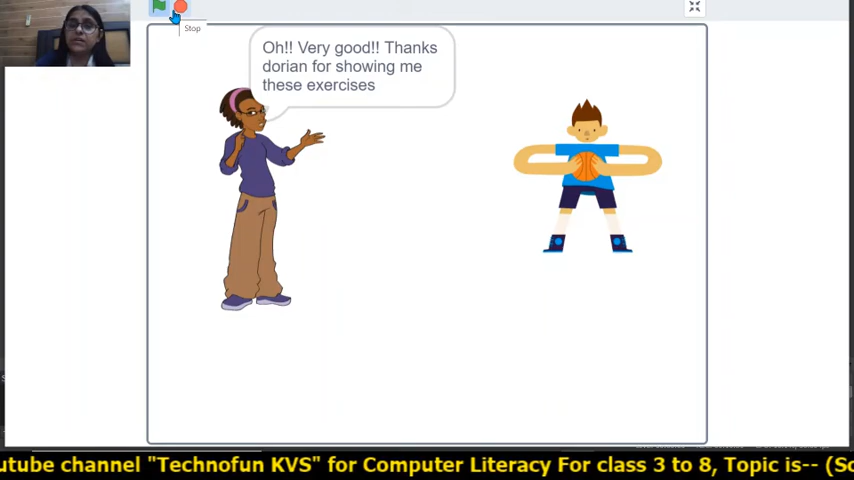 Stop
Oh!! Very good!! Thanks
dorian for showing me
these exercises
utube channel "Technofun KVS" for Computer Literacy For class 3 to 8, Topic is-- (Sc